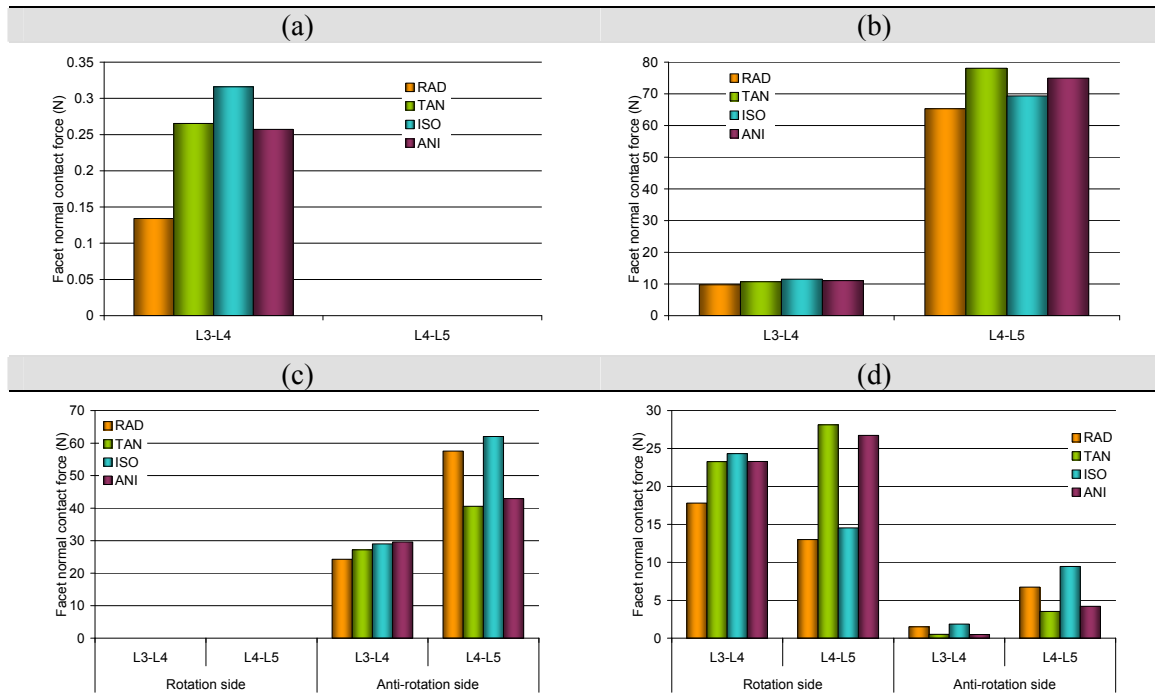 (a)
(b)
Facet normal contact force (N)
0.35
0.3
0.25
0.2
0.15
0.1
0.05
0
RAD
TAN
ISO
ANI
L3-L4
L4-L5
Facet normal contact force (N)
80
70
60
50
40
30
20
10
0
RAD
TAN
ISO
ANI
L3-L4
L4-L5
(c)
(d)
Facet normal contact force (N)
70
60
50
40
30
20
10
0
RAD
TAN
ISO
ANI
L3-L4
L4-L5
L3-L4
L4-L5
Rotation side
Anti-rotation side
Facet normal contact force (N)
30
25
20
15
10
5
0
RAD
TAN
ISO
ANI
L3-L4
L4-L5
L3-L4
L4-L5
Rotation side
Anti-rotation side